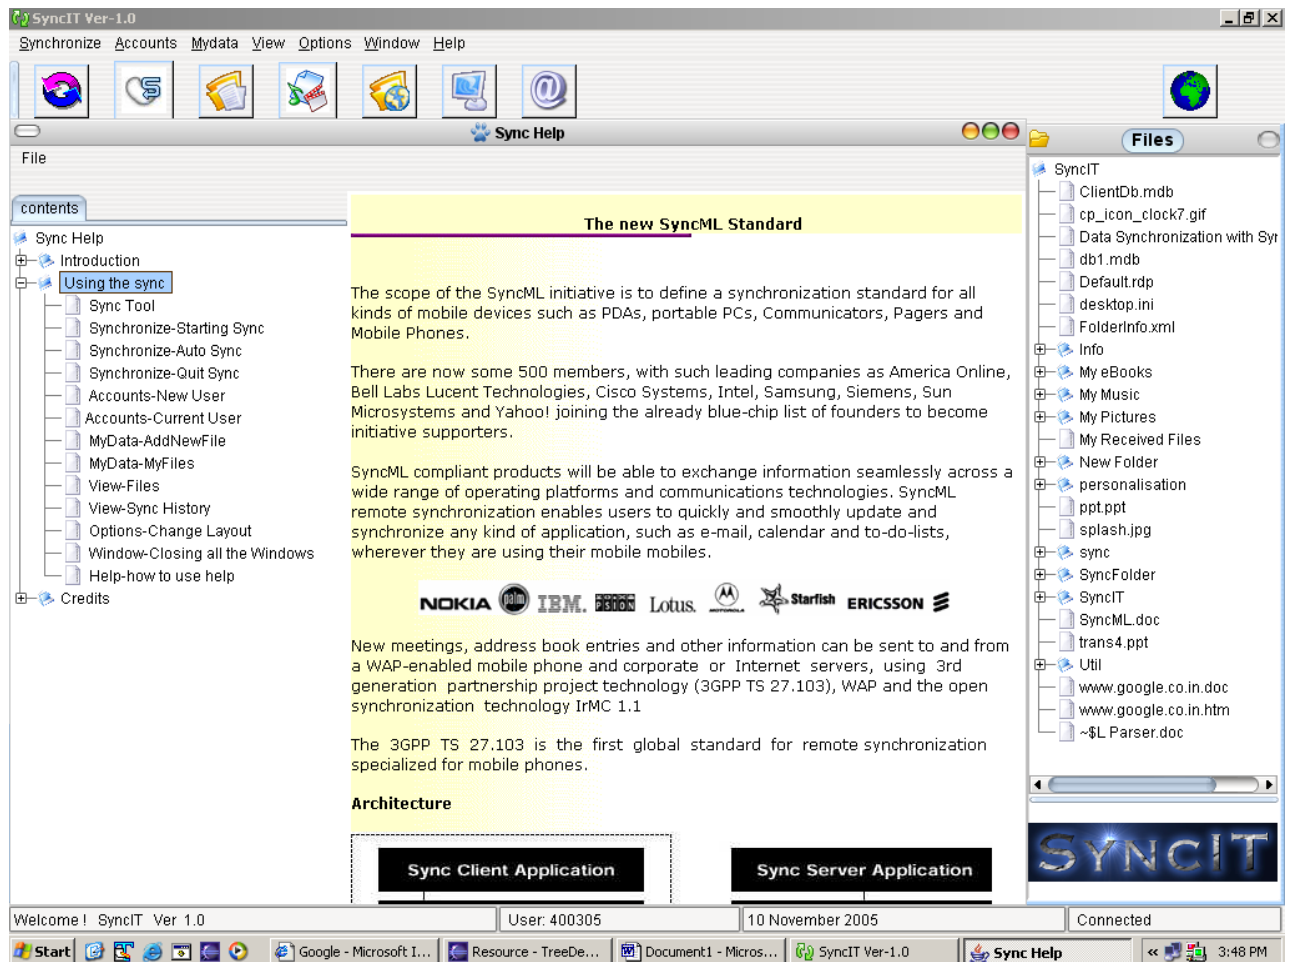 SyncIT Ver-1.0
Synchronize Accounts Mydata View Options Window Help
Sync Help
File
contents
Sync Help
Introduction
Using the sync
Sync Tool
Synchronize-Starting Sync
Synchronize-Auto Sync
Synchronize-Quit Sync
Accounts-New User
Accounts-Current User
MyData-AddNewFile
MyData-MyFiles
View-Files
View-Sync History
Options-Change Layout
Window-Closing all the Windows
Help-how to use help
Credits
The new SyncML Standard
The scope of the SyncML initiative is to define a synchronization standard for all
kinds of mobile devices such as PDAs, portable PCs, Communicators, Pagers and
Mobile Phones.
There are now some 500 members, with such leading companies as America Online,
Bell Labs Lucent Technologies, Cisco Systems, Intel, Samsung, Siemens, Sun
Microsystems and Yahoo! joining the already blue-chip list of founders to become
initiative supporters.
SyncML compliant products will be able to exchange information seamlessly across a
wide range of operating platforms and communications technologies. SyncML
remote synchronization enables users to quickly and smoothly update and
synchronize any kind of application, such as e-mail, calendar and to-do-lists,
wherever they are using their mobile mobiles.
NOKIA palm IBM. PSION Lotus. MOTOROLA Starfish ERICSSON
New meetings, address book entries and other information can be sent to and from
a WAP-enabled mobile phone and corporate or Internet servers, using 3rd
generation partnership project technology (3GPP TS 27.103), WAP and the open
synchronization technology IrMC 1.1
The 3GPP TS 27.103 is the first global standard for remote synchronization
specialized for mobile phones.
Architecture
Sync Client Application
Sync Server Application
Files
SyncIT
ClientDb.mdb
cp_icon_clock7.gif
Data Synchronization with Syr
db1.mdb
Default.rdp
desktop.ini
FolderInfo.xml
Info
My eBooks
My Music
My Pictures
My Received Files
New Folder
personalisation
ppt.ppt
splash.jpg
sync
SyncFolder
SyncIT
SyncML.doc
trans4.ppt
Util
www.google.co.in.doc
www.google.co.in.htm
~$L Parser.doc
SYNCIT
Welcome ! SyncIT Ver 1.0
User: 400305
10 November 2005
Connected
Start
Google - Microsoft I...
Resource - TreeDe...
Document1 - Micros...
SyncIT Ver-1.0
Sync Help
3:48 PM